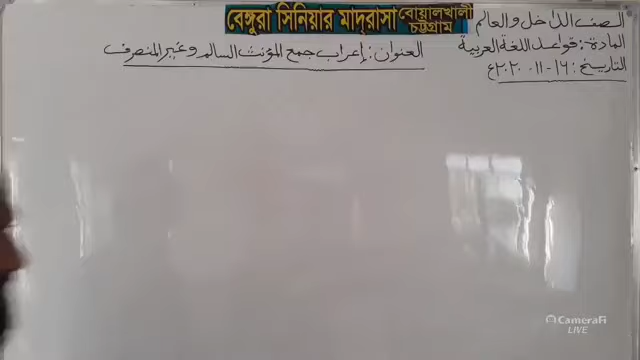 বেঙ্গুরা সিনিয়ার মাদ্রাসা বোয়ালখালী চট্টগ্রাম
الصف الداخل والعالم
المادة: قواعد اللغة العربية
التاريخ: ١٦-١١-٢٠٢٠ع
العنوان: إعراب جمع المؤنث السالم وغير المنصرف
CameraFi
LIVE